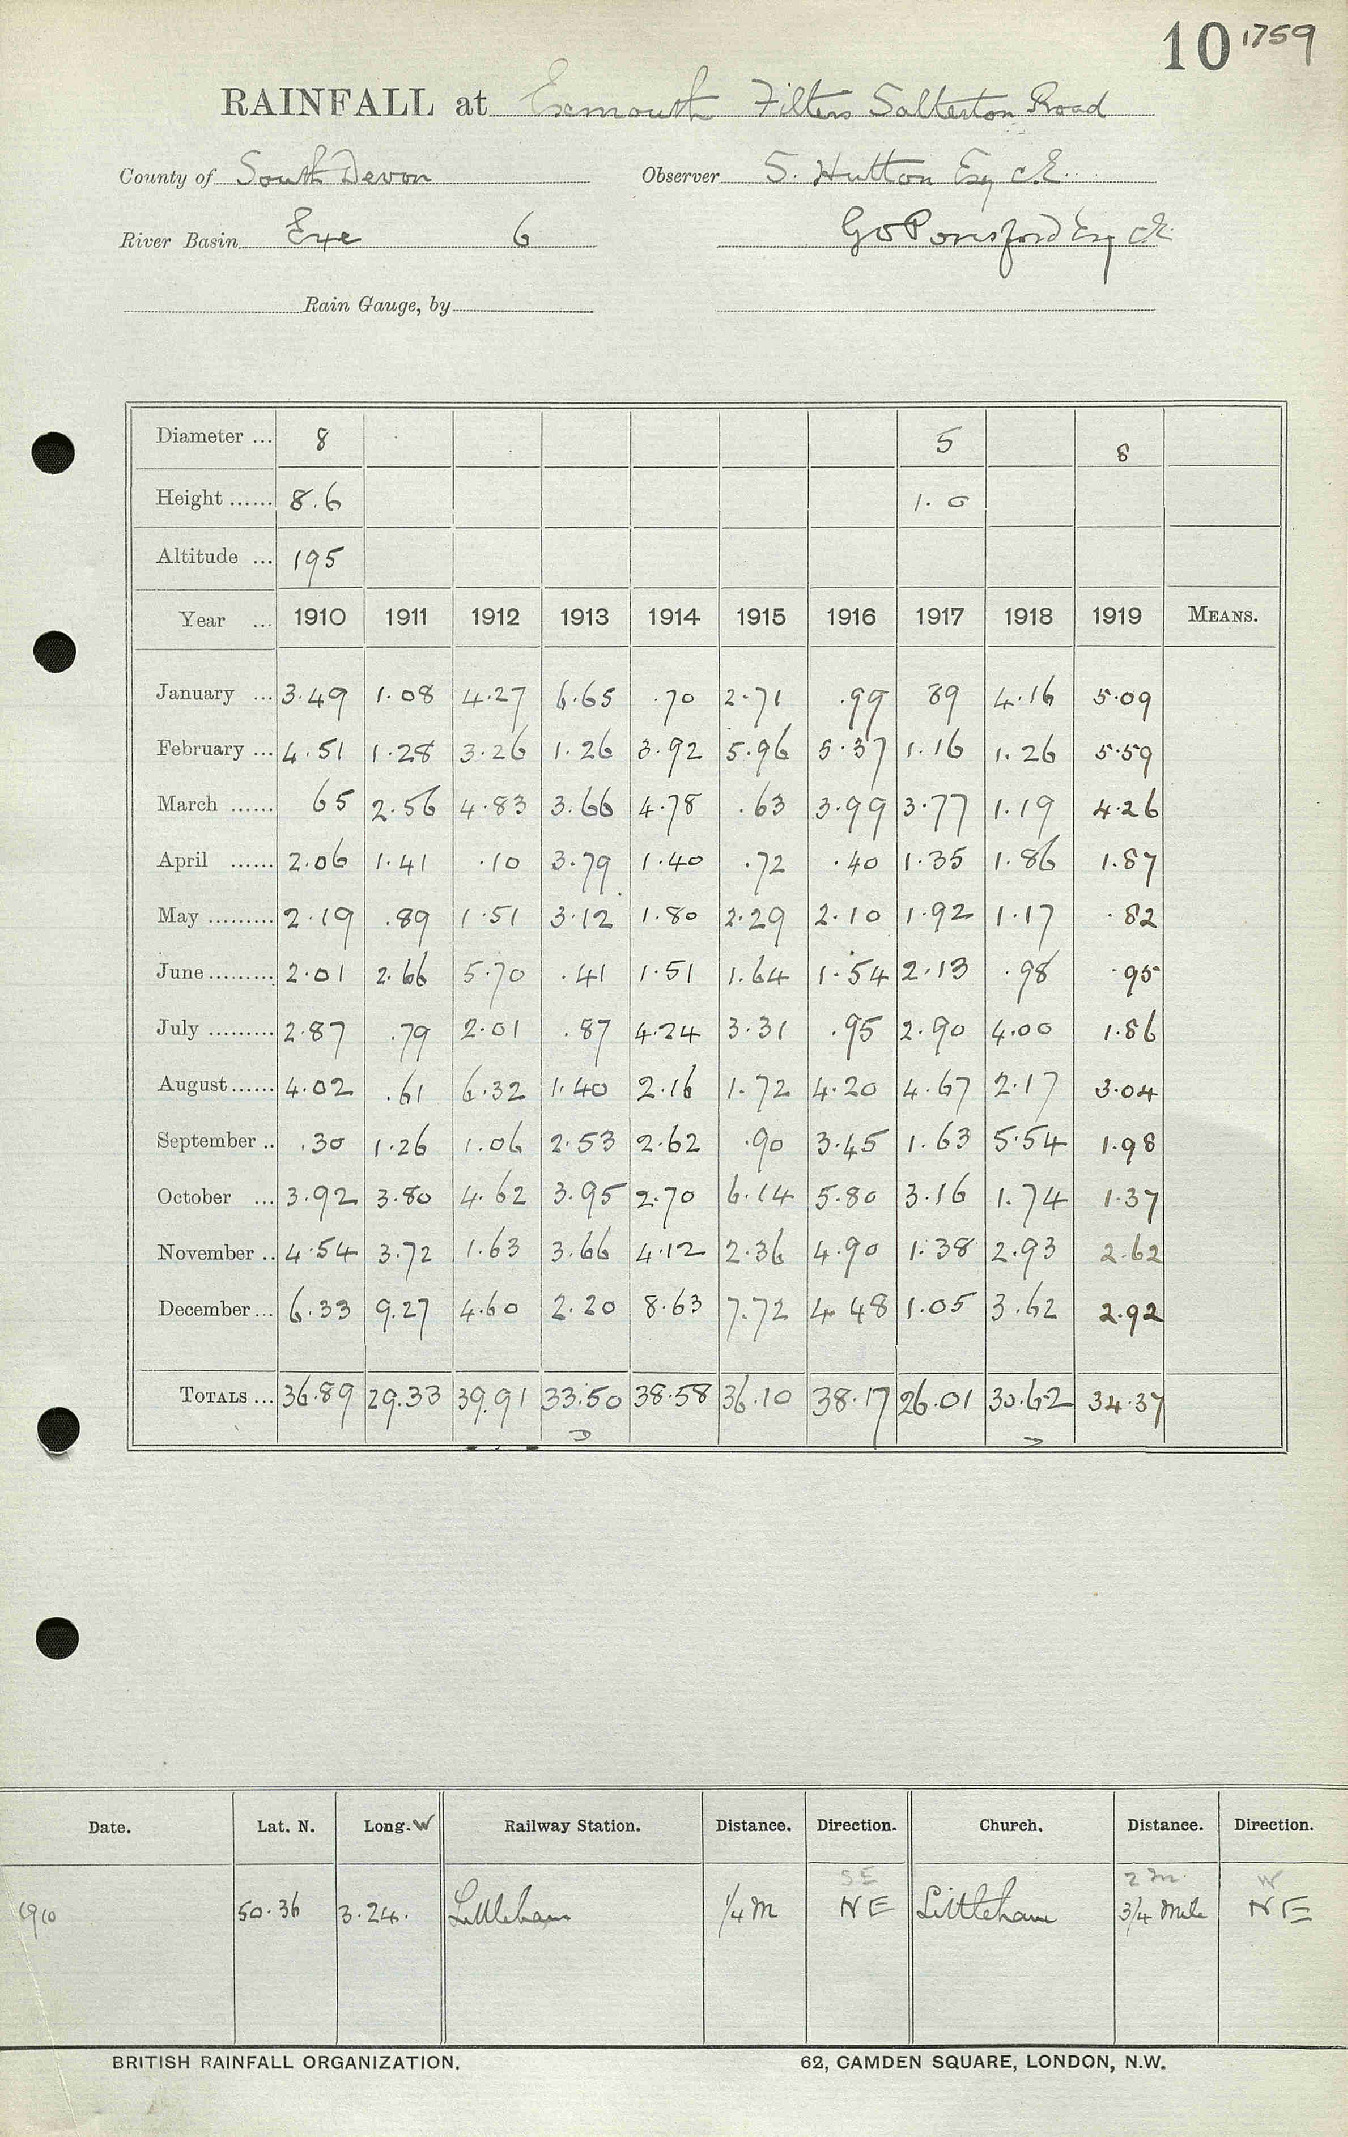 10 1759
RAINFALL at Exmouth Filters Salterton Road
County of South Devon Observer S. Hutton Esq C.E.
River Basin Exe 6 Ponsford Esq CE
Rain Gauge, by
Diameter ... 8 5 8
Height ...... 8.6 1.0
Altitude ... 195
Year ... 1910 1911 1912 1913 1914 1915 1916 1917 1918 1919 MEANS.
January ... 3.49 1.08 4.27 6.65 .70 2.71 .99 89 4.16 5.09
February ... 4.51 1.28 3.26 1.26 3.92 5.96 5.37 1.16 1.26 5.59
March ...... 65 2.56 4.83 3.66 4.78 .63 3.99 3.77 1.19 4.26
April ...... 2.06 1.41 .10 3.79 1.40 .72 .40 1.35 1.86 1.87
May ......... 2.19 .89 1.51 3.12 1.80 2.29 2.10 1.92 1.17 .82
June ......... 2.01 2.66 5.70 .41 1.51 1.64 1.54 2.13 .98 .95
July ......... 2.87 .79 2.01 .87 4.24 3.31 .95 2.90 4.00 1.86
August ...... 4.02 .61 6.32 1.40 2.16 1.72 4.20 4.67 2.17 3.04
September .. .30 1.26 1.06 2.53 2.62 .90 3.45 1.63 5.54 1.98
October ... 3.92 3.80 4.62 3.95 2.70 6.14 5.80 3.16 1.74 1.37
November .. 4.54 3.72 1.63 3.66 4.12 2.36 4.90 1.38 2.93 2.62
December ... 6.33 9.27 4.60 2.20 8.63 7.72 4 48 1.05 3.62 2.92
TOTALS ... 36.89 29.33 39.91 33.50 38.58 36.10 38.17 26.01 30.62 34.37
Date. Lat. N. Long. W Railway Station. Distance. Direction. Church. Distance. Direction.
SE 2 m. W
1910 50.36 3.24. Littleham 1/4 M NE Littleham 3/4 Mile NE
BRITISH RAINFALL ORGANIZATION. 62, CAMDEN SQUARE, LONDON, N.W.